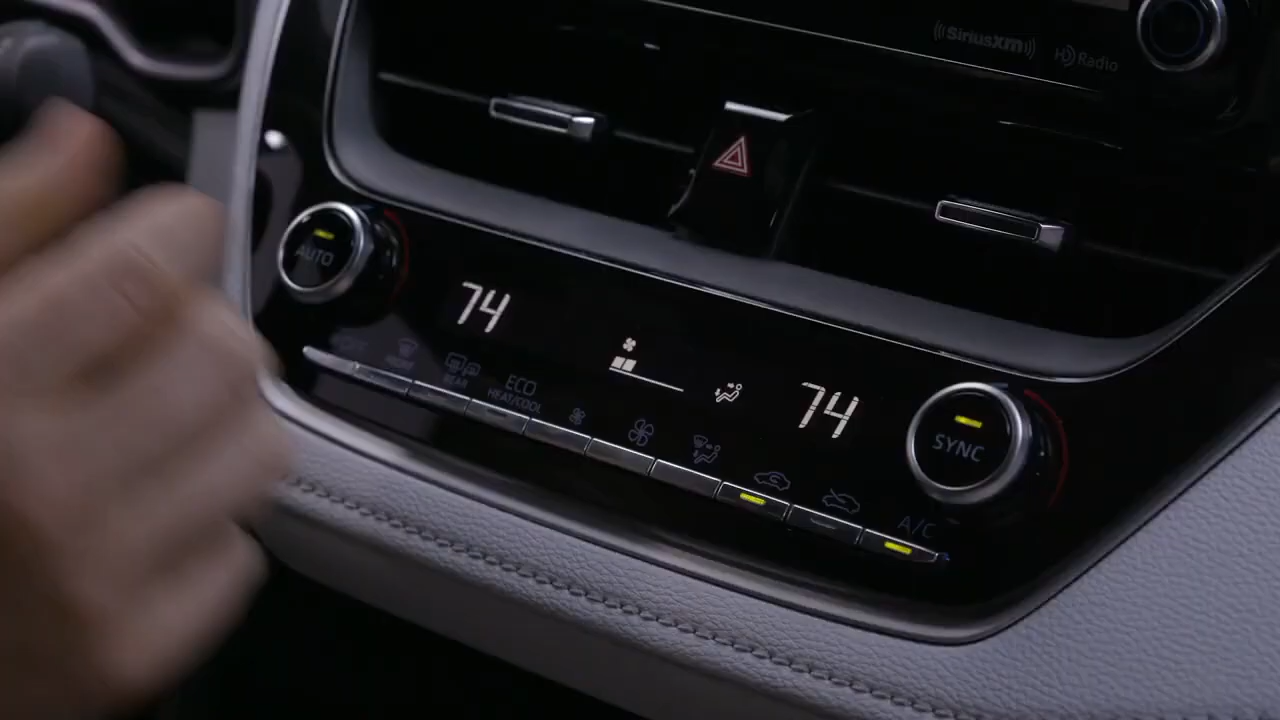 SiriusXM
HD Radio
AUTO
74
REAR
ECO
HEAT/COOL
74
SYNC
A/C